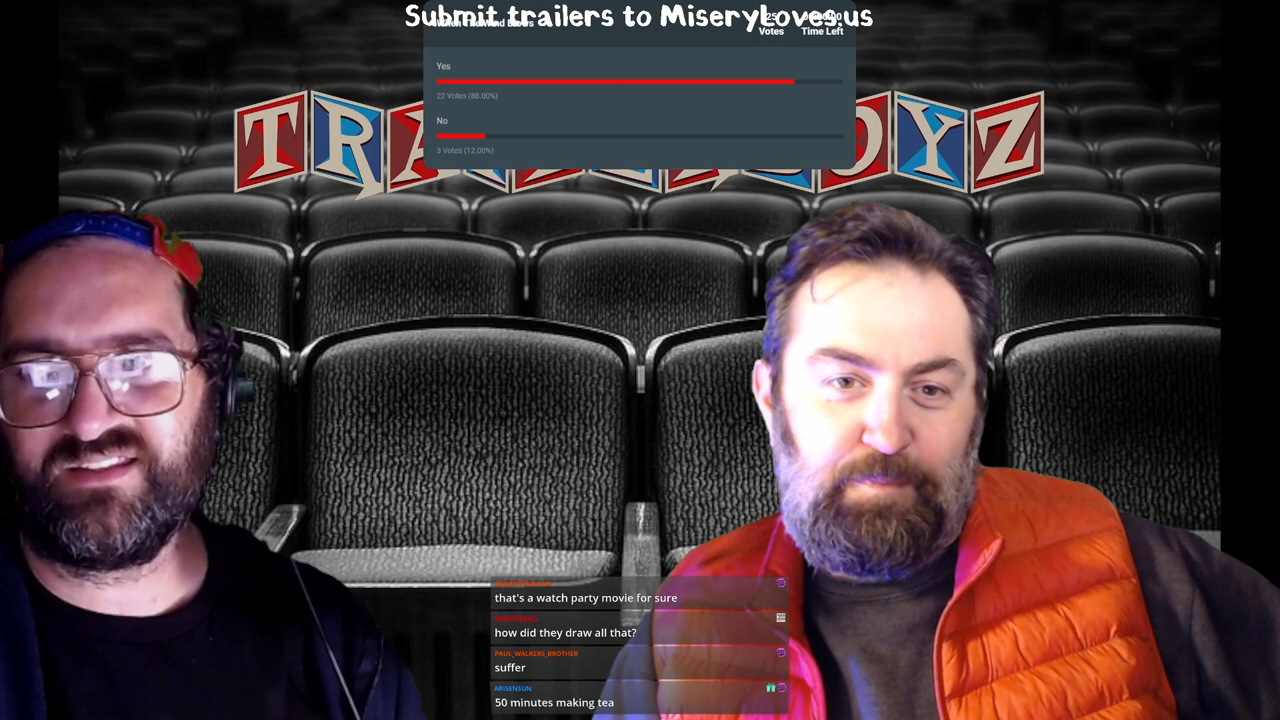 Submit trailers to MiseryLoves.us
Votes
Time Left
Yes
22 Votes (88.00%)
No
3 Votes (12.00%)
that's a watch party movie for sure
how did they draw all that?
PAUL_WALKERS_BROTHER
suffer
ARISENSUN
50 minutes making tea